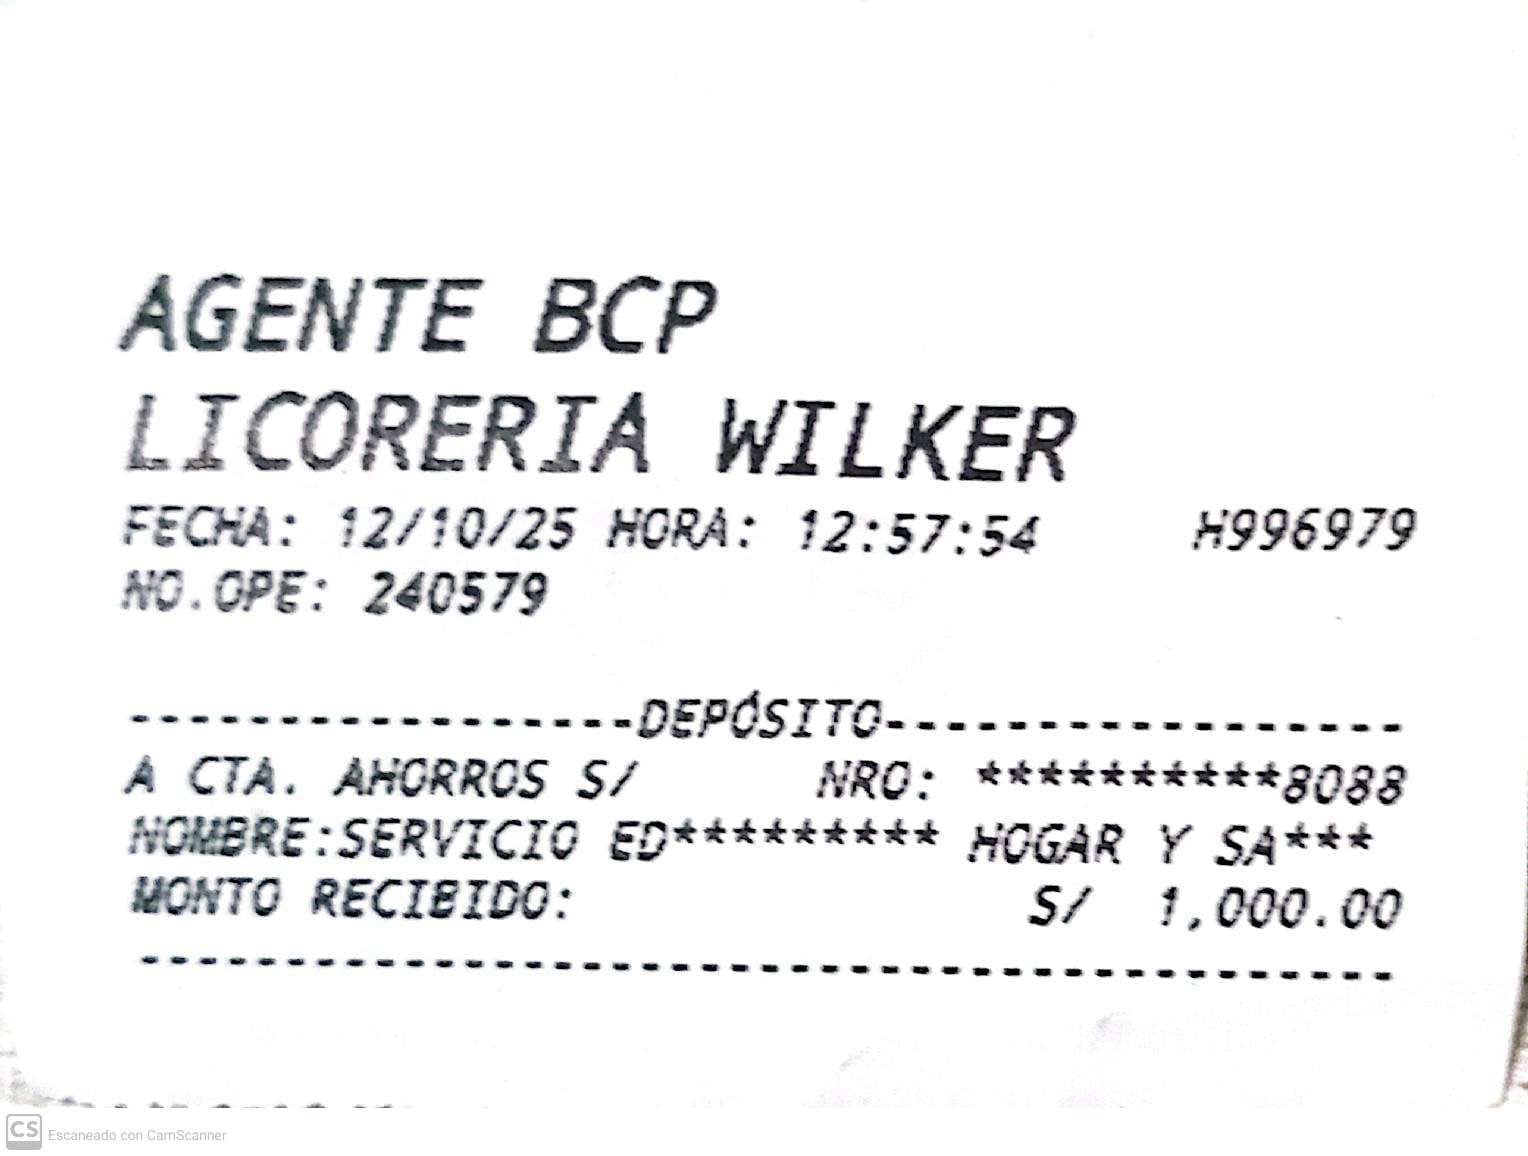 AGENTE BCP
LICORERIA WILKER
FECHA: 12/10/25 HORA: 12:57:54 H996979
NO.OPE: 240579
------------------DEPÓSITO------------------
A CTA. AHORROS S/ NRO: **********8088
NOMBRE:SERVICIO ED********* HOGAR Y SA***
MONTO RECIBIDO: S/ 1,000.00
--------------------------------------------
CS Escaneado con CamScanner